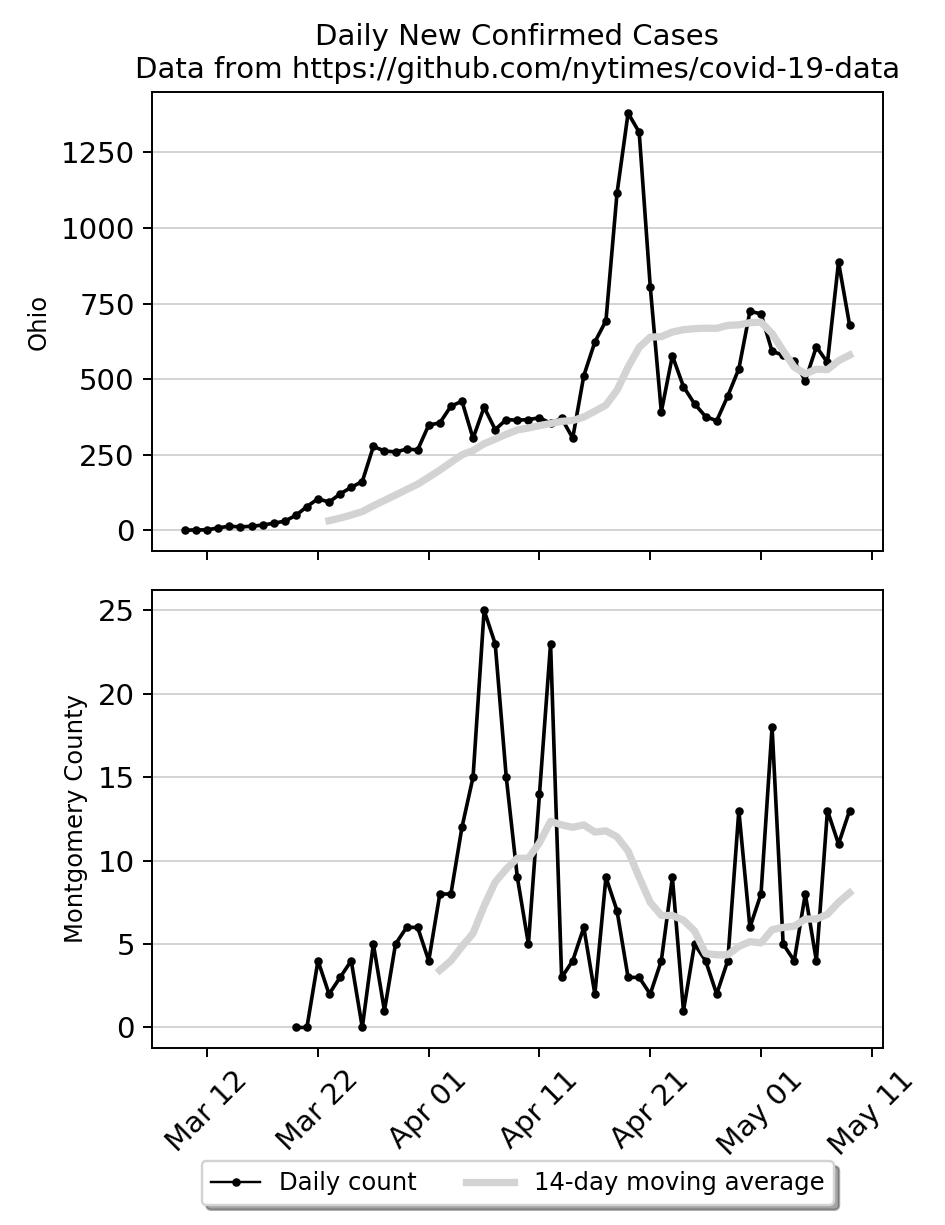 Daily New Confirmed Cases
Data from https://github.com/nytimes/covid-19-data
1250
1000
750
500
250
0
Ohio
25
20
15
10
5
0
Montgomery County
Mar 12
Mar 22
Apr 01
Apr 11
Apr 21
May 01
May 11
Daily count
14-day moving average